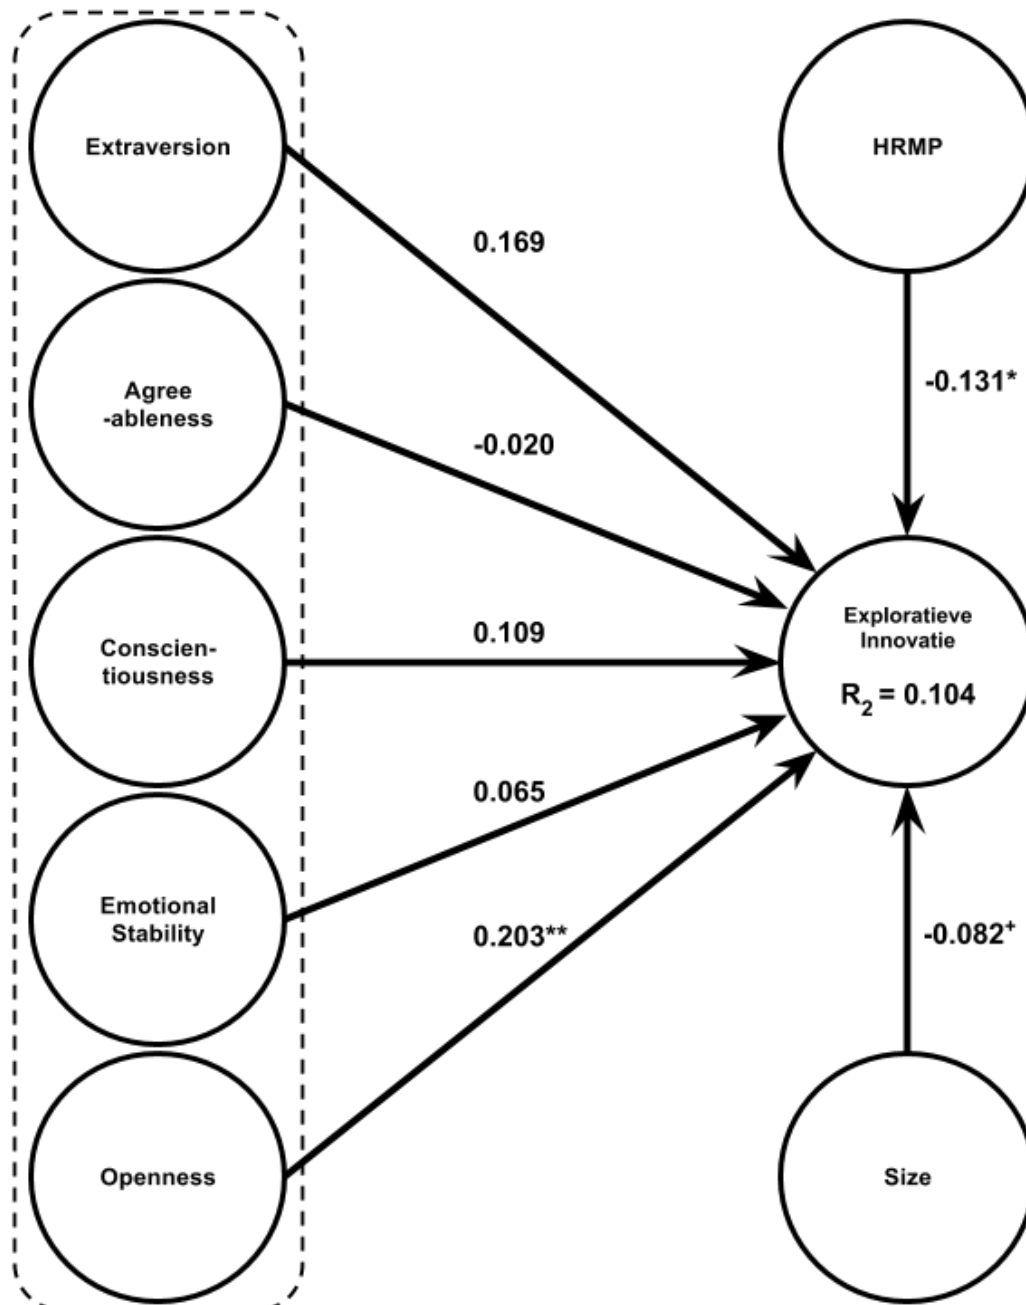 Extraversion
HRMP
0.169
-0.131*
Agree
-ableness
-0.020
Exploratieve
Innovatie
R2 = 0.104
Conscien-
tiousness
0.109
0.065
Emotional
Stability
0.203**
-0.082+
Openness
Size